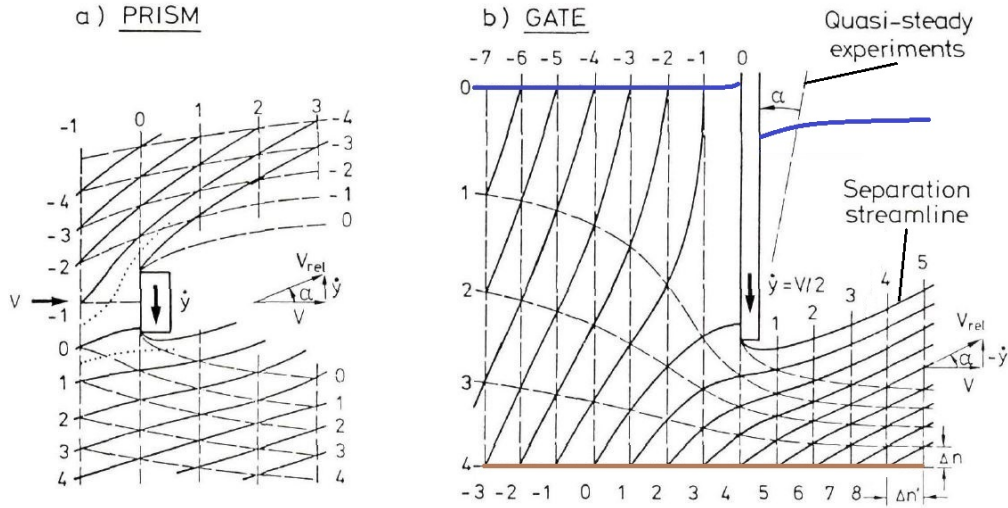 a) PRISM
b) GATE
Quasi-steady
experiments
-7 -6 -5 -4 -3 -2 -1 0
0
α
-1 0 1 2 3
-4
-3
-2
-1
0
-4
-3
-2
-1
0
1
2
3
4
V
ẏ
V_rel
ẏ
α
V
0
1
2
3
4
1
2
3
4
Separation
streamline
ẏ = V/2
1 2 3 4 5
V_rel
-ẏ
α
V
Δn
-3 -2 -1 0 1 2 3 4 5 6 7 8 Δn'